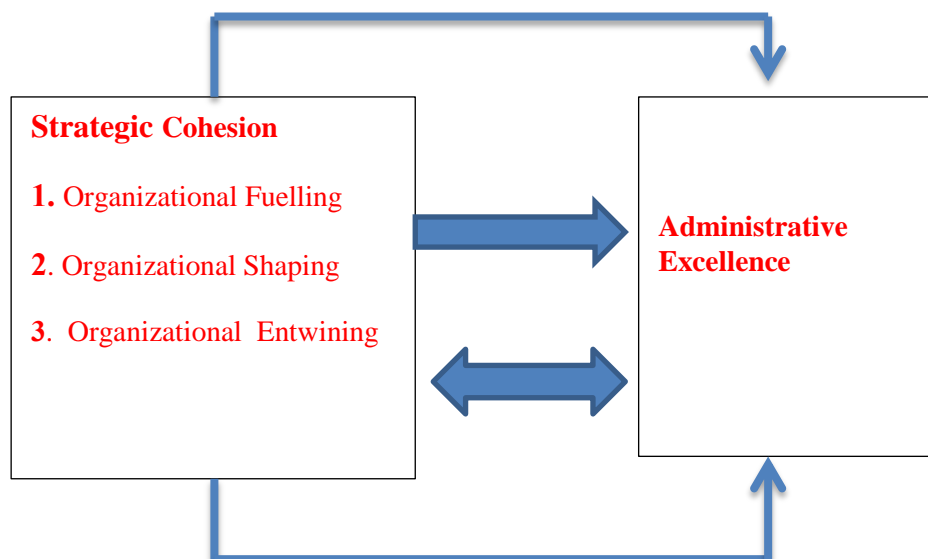 Strategic Cohesion
1. Organizational Fuelling
2. Organizational Shaping
3. Organizational Entwining
Administrative
Excellence